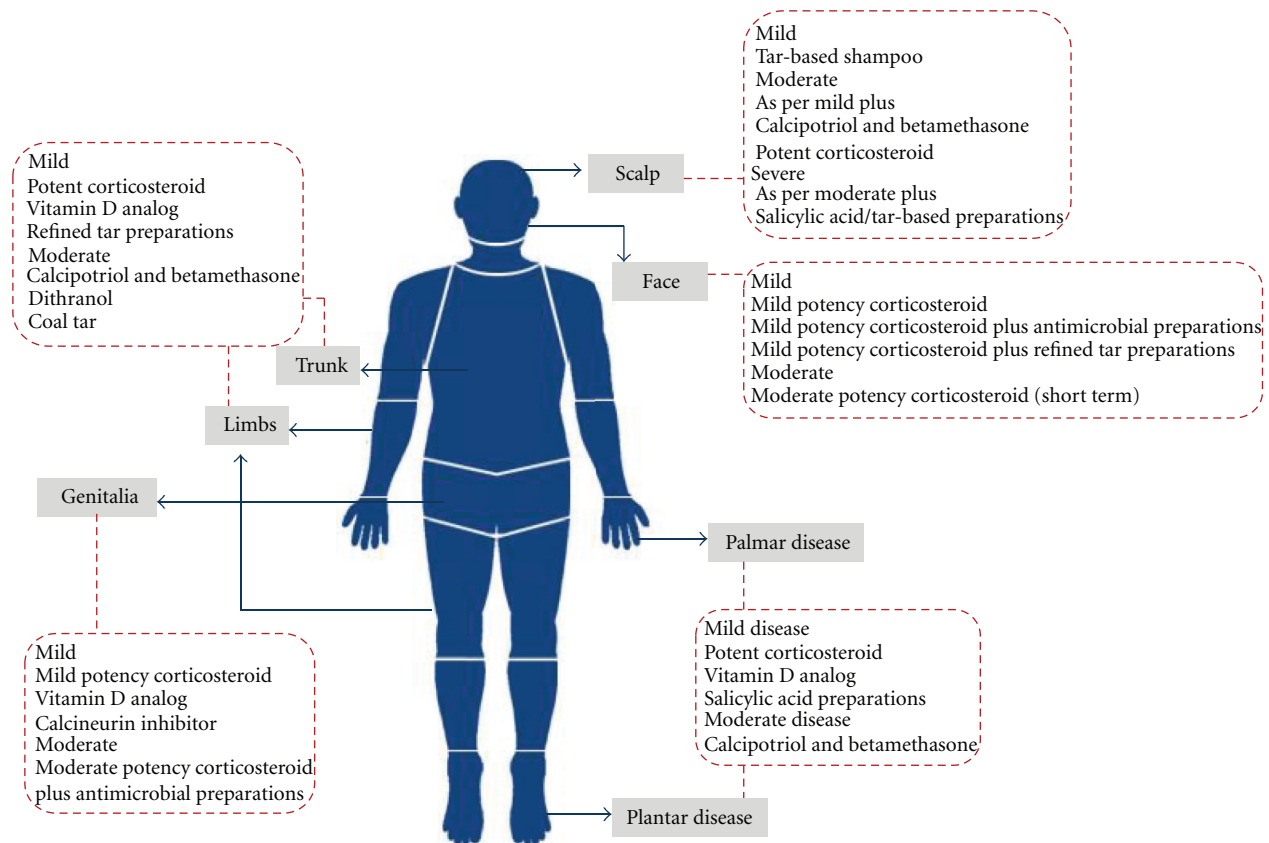 Mild
Tar-based shampoo
Moderate
As per mild plus
Calcipotriol and betamethasone
Potent corticosteroid
Severe
As per moderate plus
Salicylic acid/tar-based preparations
Scalp
Mild
Potent corticosteroid
Vitamin D analog
Refined tar preparations
Moderate
Calcipotriol and betamethasone
Dithranol
Coal tar
Face
Mild
Mild potency corticosteroid
Mild potency corticosteroid plus antimicrobial preparations
Mild potency corticosteroid plus refined tar preparations
Moderate
Moderate potency corticosteroid (short term)
Trunk
Limbs
Genitalia
Palmar disease
Mild
Mild potency corticosteroid
Vitamin D analog
Calcineurin inhibitor
Moderate
Moderate potency corticosteroid
plus antimicrobial preparations
Mild disease
Potent corticosteroid
Vitamin D analog
Salicylic acid preparations
Moderate disease
Calcipotriol and betamethasone
Plantar disease